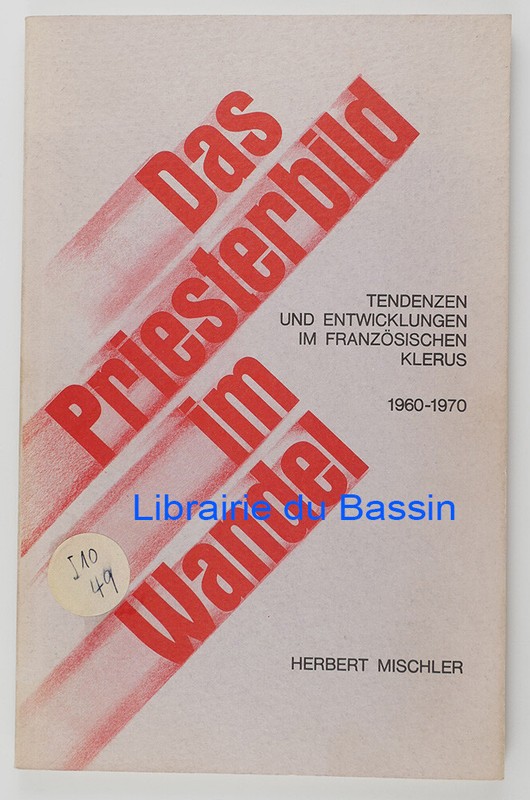 Das
Priesterbild
im
Wandel
TENDENZEN
UND ENTWICKLUNGEN
IM FRANZÖSISCHEN
KLERUS
1960-1970
Librairie du Bassin
J10
49
HERBERT MISCHLER